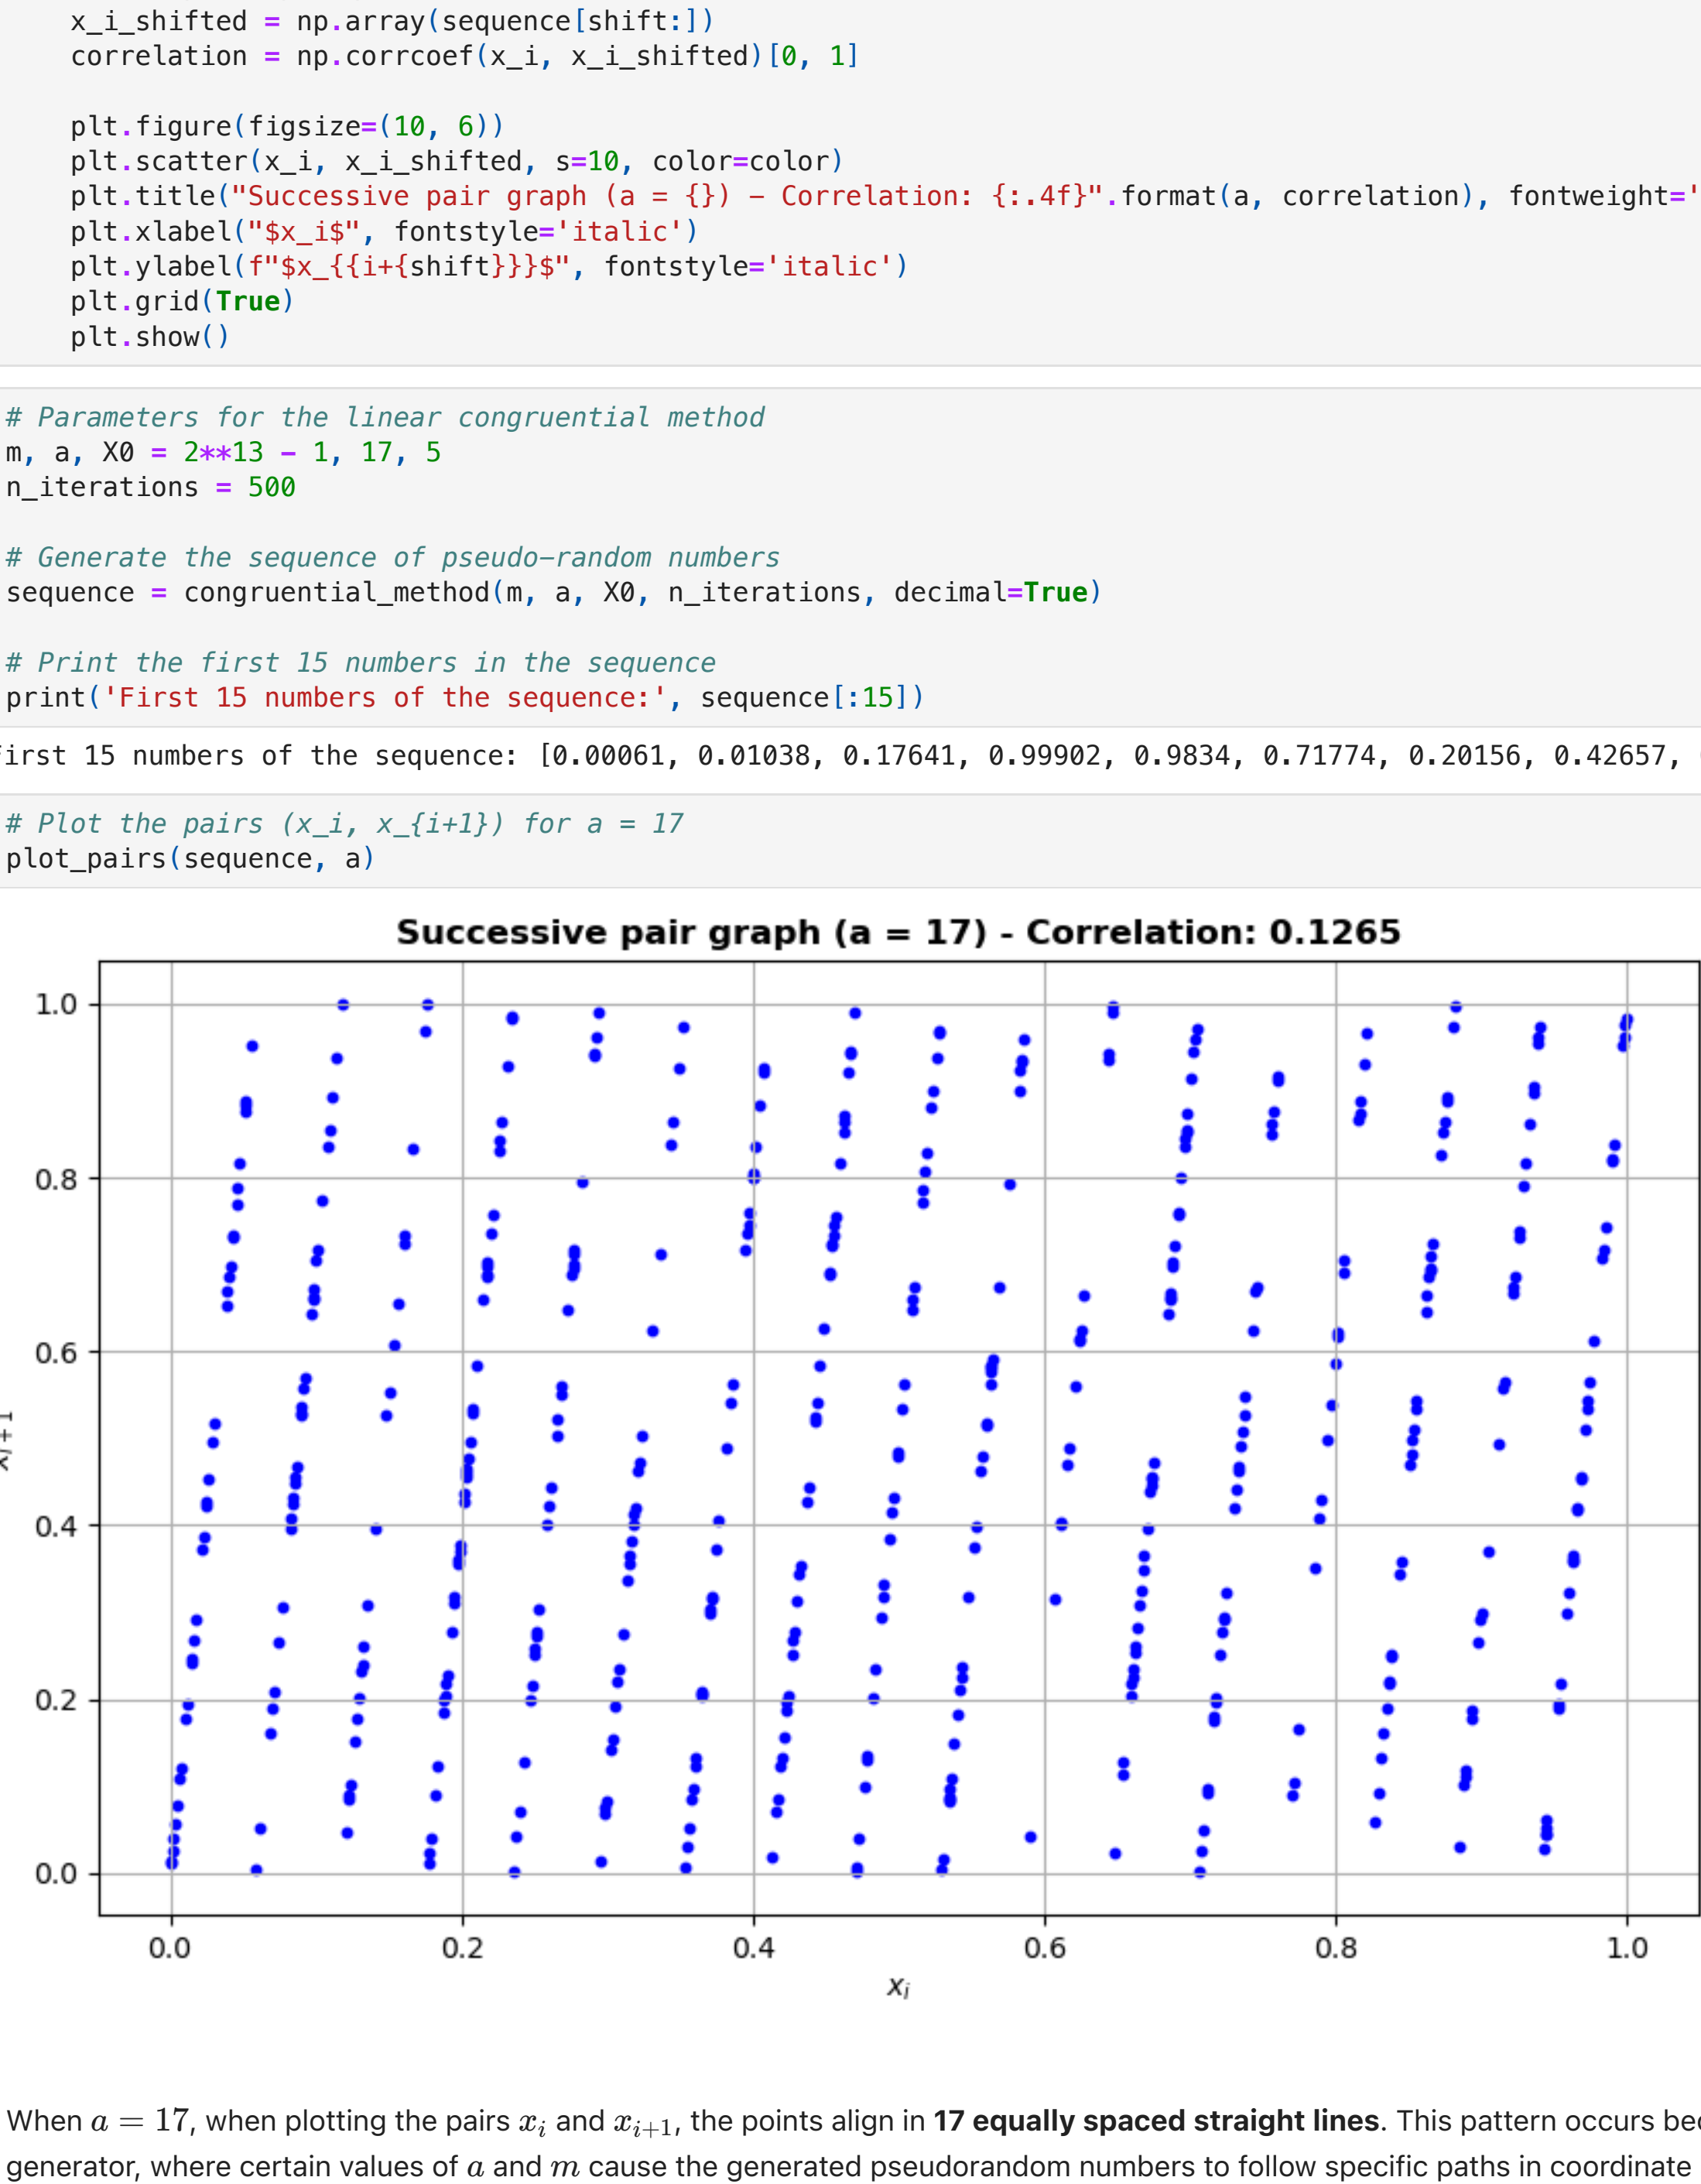 x_i_shifted = np.array(sequence[shift:])
correlation = np.corrcoef(x_i, x_i_shifted)[0, 1]
plt.figure(figsize=(10, 6))
plt.scatter(x_i, x_i_shifted, s=10, color=color)
plt.title("Successive pair graph (a = {}) - Correlation: {:.4f}".format(a, correlation), fontweight='
plt.xlabel("$x_i$", fontstyle='italic')
plt.ylabel(f"$x_{{i+{shift}}}$", fontstyle='italic')
plt.grid(True)
plt.show()
# Parameters for the linear congruential method
m, a, X0 = 2**13 - 1, 17, 5
n_iterations = 500
# Generate the sequence of pseudo-random numbers
sequence = congruential_method(m, a, X0, n_iterations, decimal=True)
# Print the first 15 numbers in the sequence
print('First 15 numbers of the sequence:', sequence[:15])
First 15 numbers of the sequence: [0.00061, 0.01038, 0.17641, 0.99902, 0.9834, 0.71774, 0.20156, 0.42657,
# Plot the pairs (x_i, x_{i+1}) for a = 17
plot_pairs(sequence, a)
Successive pair graph (a = 17) - Correlation: 0.1265
1.0
0.8
0.6
0.4
0.2
0.0
x_{i+1}
0.0 0.2 0.4 0.6 0.8 1.0
x_i
When a = 17, when plotting the pairs x_i and x_{i+1}, the points align in 17 equally spaced straight lines. This pattern occurs
generator, where certain values of a and m cause the generated pseudorandom numbers to follow specific paths in coordinate